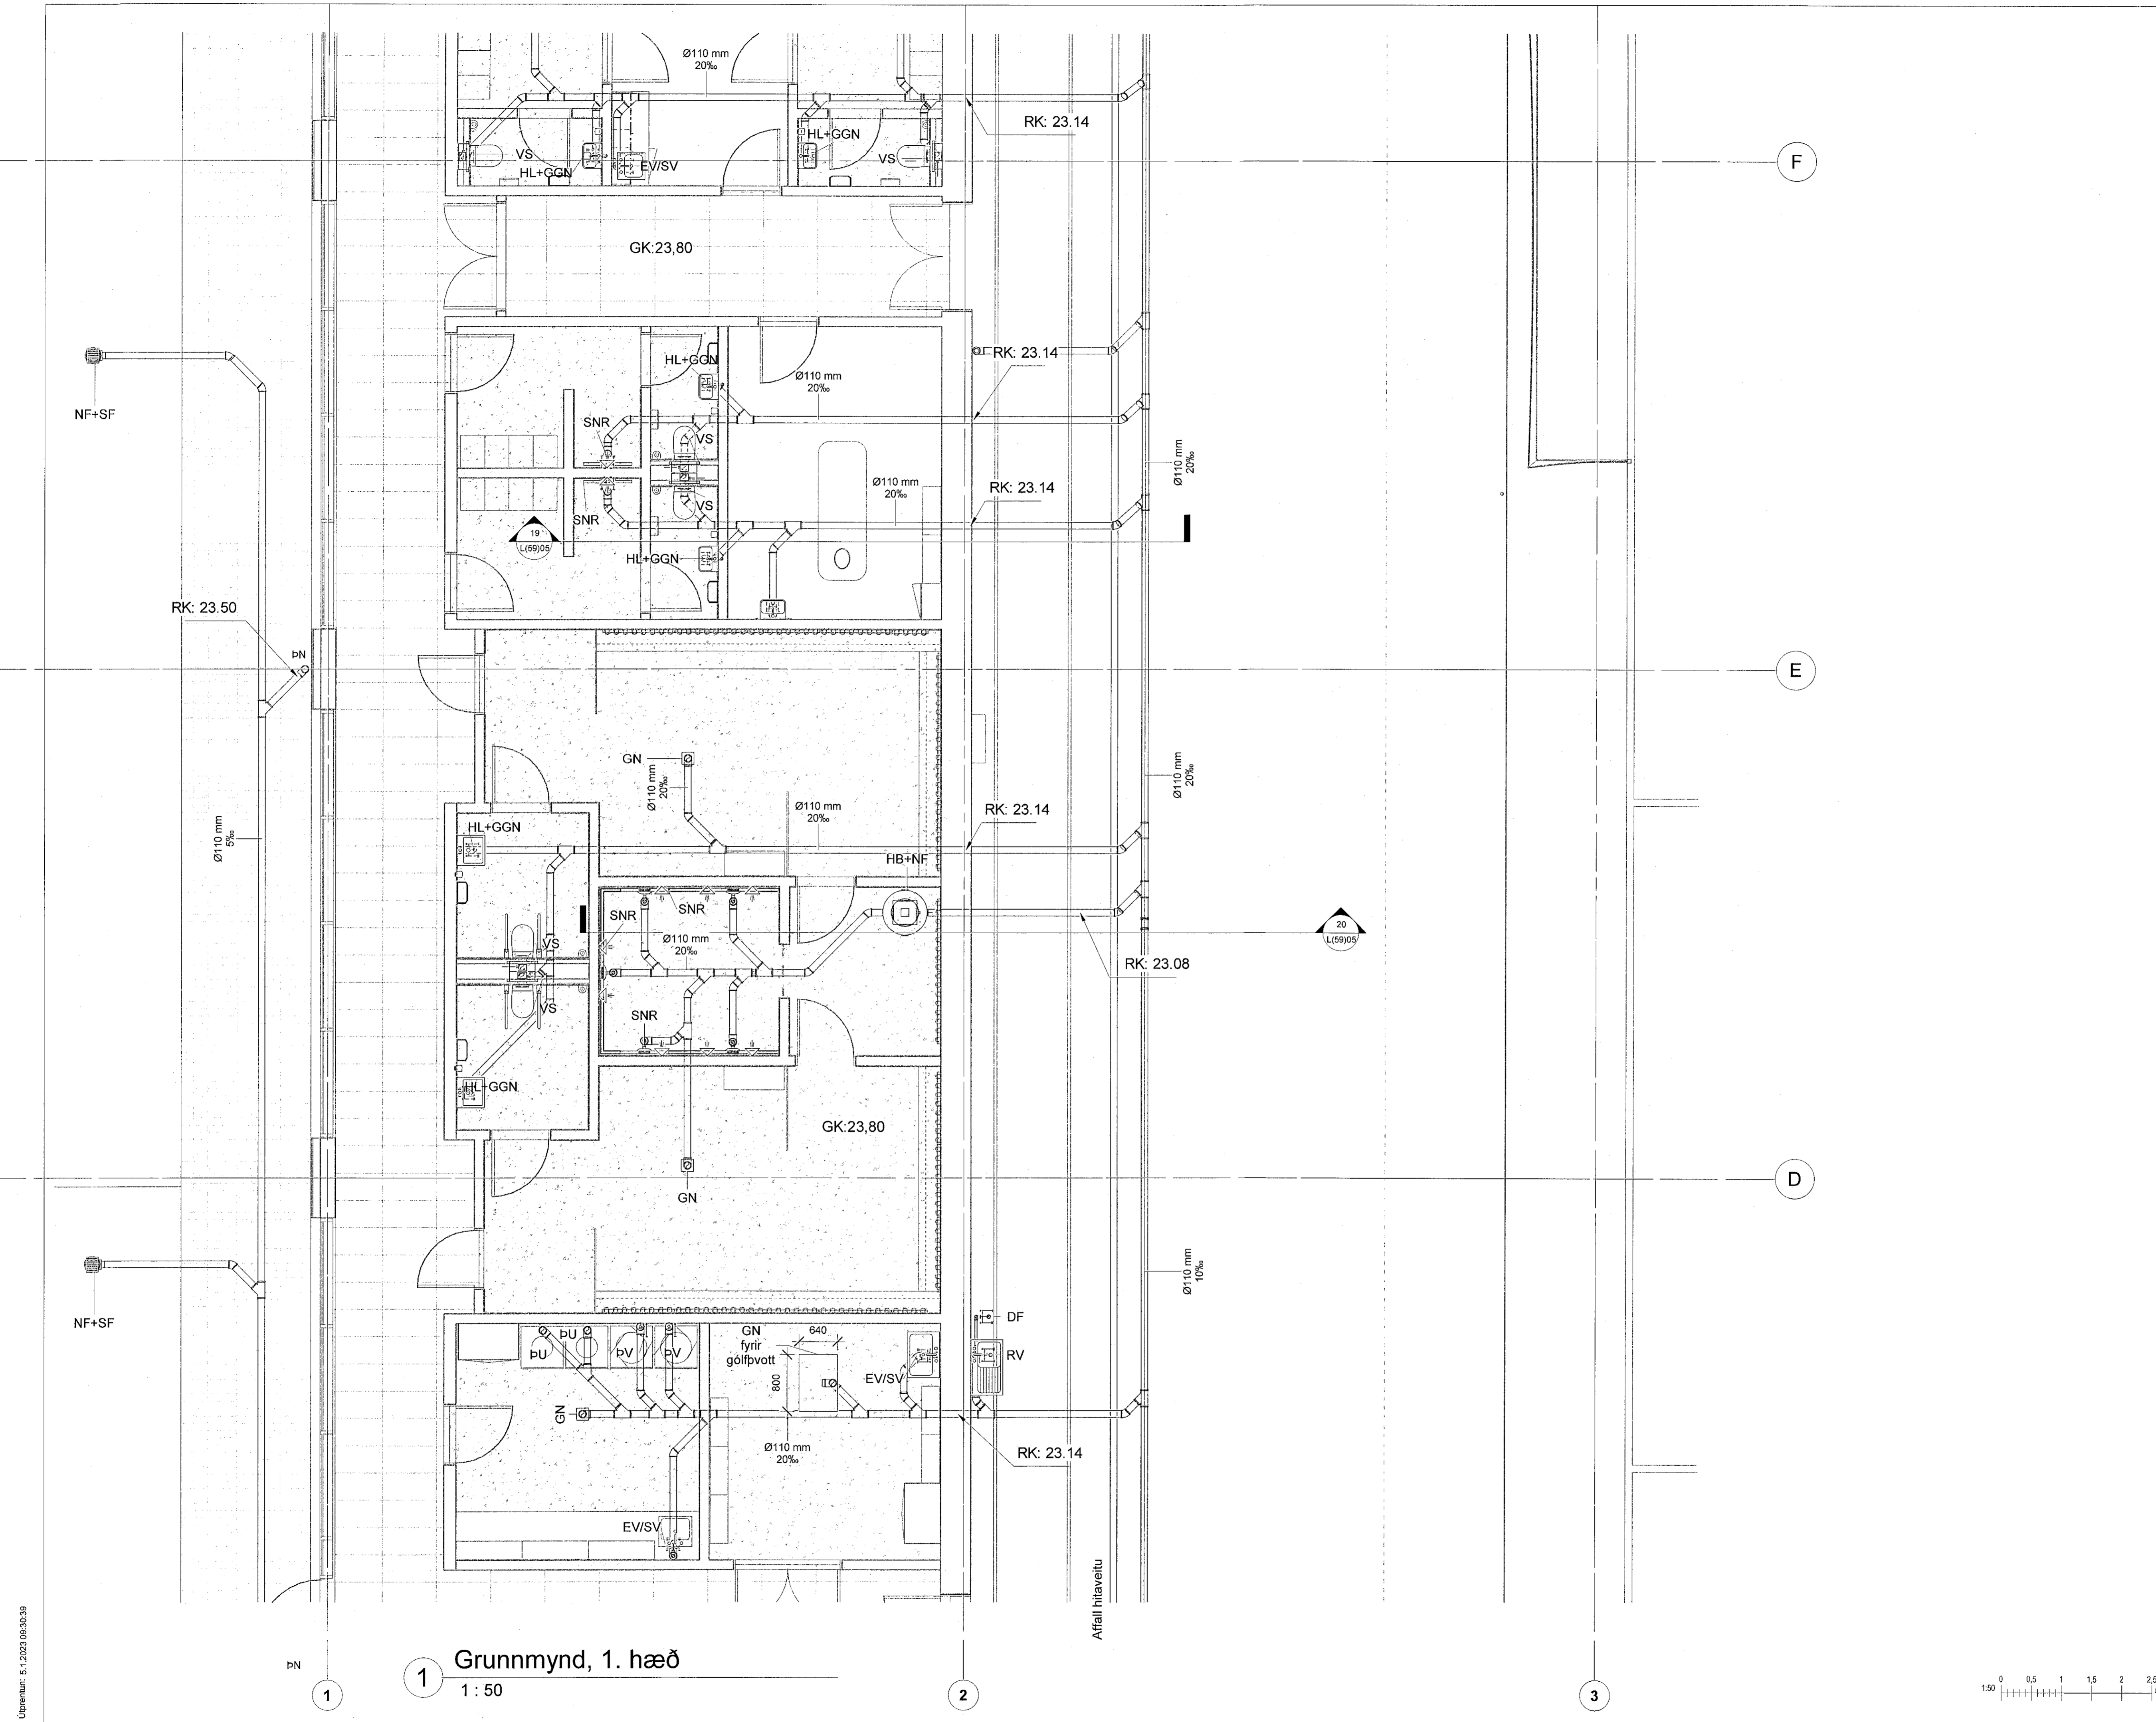 Ø110 mm
20‰
RK: 23.14
HL+GGN
VS
HL+GGN
EV/SV
VS
F
GK:23,80
NF+SF
HL+GGN
RK: 23.14
Ø110 mm
20‰
SNR
VS
Ø110 mm
20‰
Ø110 mm
20‰
RK: 23.14
VS
SNR
19
L(59)05
HL+GGN
RK: 23.50
ÞN
E
GN
Ø110 mm
20‰
Ø110 mm
20‰
Ø110 mm
20‰
RK: 23.14
Ø110 mm
5‰
HL+GGN
HB+NF
SNR
SNR
Ø110 mm
20‰
VS
20
L(59)05
RK: 23.08
VS
SNR
HL+GGN
GK:23,80
D
GN
Ø110 mm
10‰
NF+SF
ÞU
ÞU
ÞV
ÞV
GN
fyrir
gólfþvott
640
800
EV/SV
DF
RV
GN
Ø110 mm
20‰
RK: 23.14
EV/SV
Affall hitaveitu
Útprentun: 5.1.2023 09:30:39
ÞN
1
Grunnmynd, 1. hæð
1 : 50
1
2
3
1:50
0 0,5 1 1,5 2 2,5